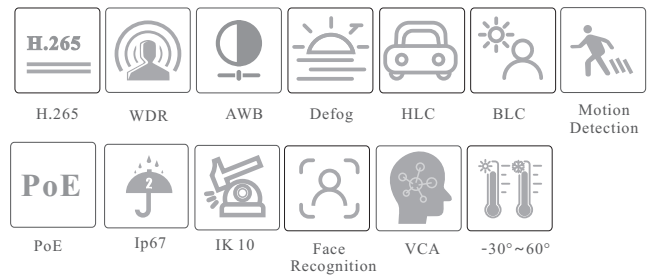 H.265
H.265 WDR AWB Defog HLC BLC Motion
Detection
PoE 2
PoE Ip67 IK 10 Face VCA -30°~60°
Recognition